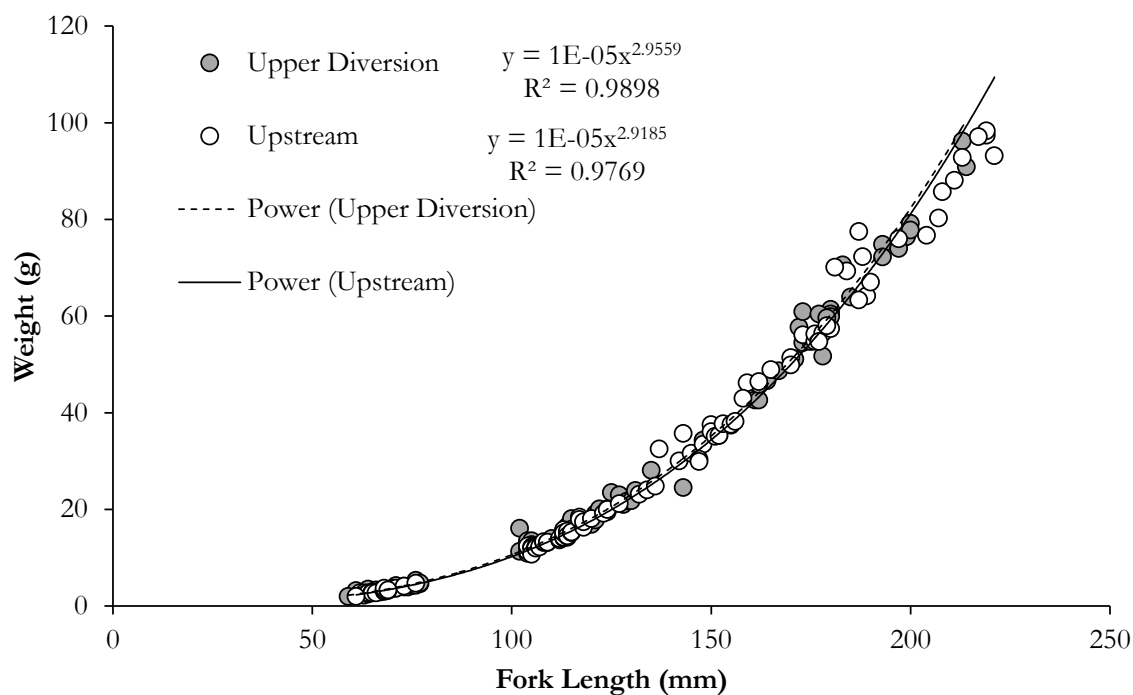 120
100
80
60
40
20
0
Weight (g)
Upper Diversion
y = 1E-05x^2.9559
R² = 0.9898
Upstream
y = 1E-05x^2.9185
R² = 0.9769
Power (Upper Diversion)
Power (Upstream)
0 50 100 150 200 250
Fork Length (mm)